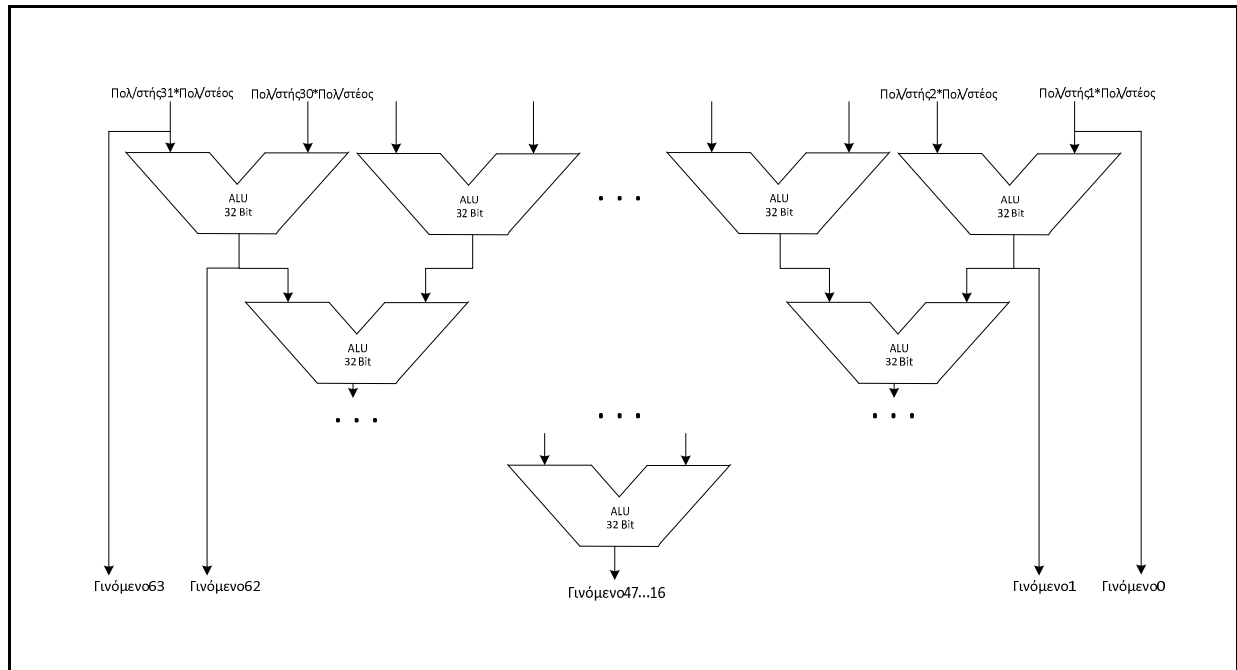 Πολ/στής31*Πολ/στέος
Πολ/στής30*Πολ/στέος
Πολ/στής2*Πολ/στέος
Πολ/στής1*Πολ/στέος
ALU
32 Bit
ALU
32 Bit
. . .
ALU
32 Bit
ALU
32 Bit
ALU
32 Bit
ALU
32 Bit
. . .
. . .
. . .
ALU
32 Bit
Γινόμενο63
Γινόμενο62
Γινόμενο47...16
Γινόμενο1
Γινόμενο0